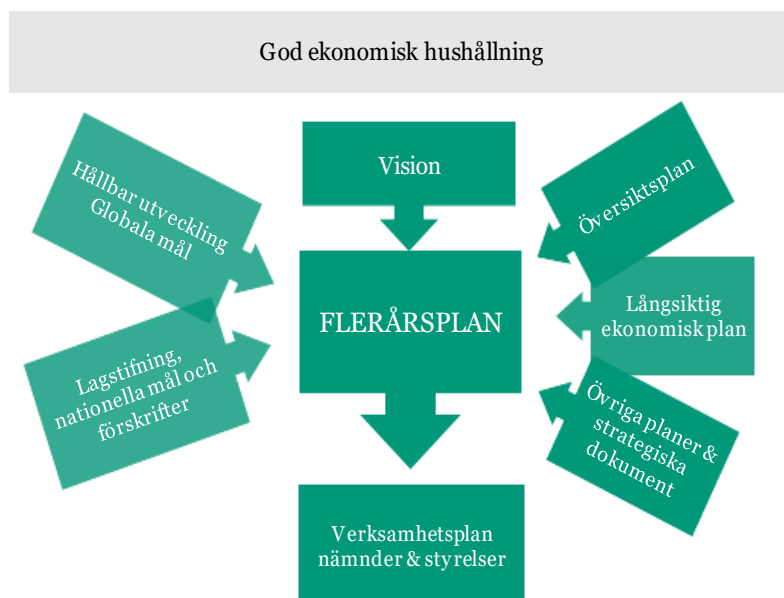 God ekonomisk hushållning
Vision
Hållbar utveckling
Globala mål
Översiktsplan
FLERÅRSPLAN
Långsiktig
ekonomisk plan
Lagstifning,
nationella mål och
förskrifter
Övriga planer &
strategiska
dokument
Verksamhetsplan
nämnder & styrelser